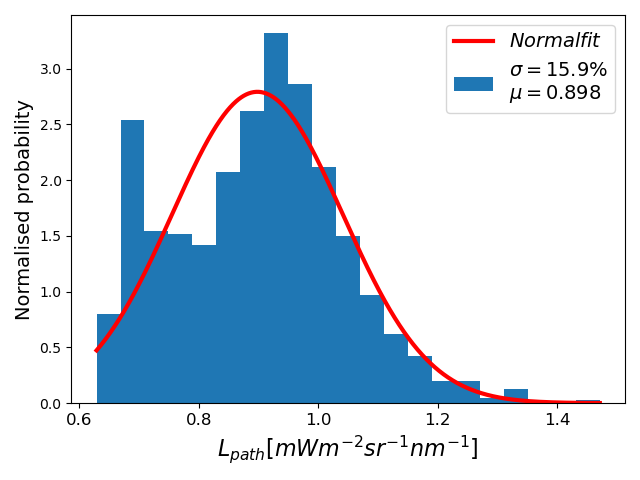 Normalfit
σ = 15.9%
μ = 0.898
Normalised probability
3.0
2.5
2.0
1.5
1.0
0.5
0.0
0.6 0.8 1.0 1.2 1.4
L_path[mWm⁻²sr⁻¹nm⁻¹]